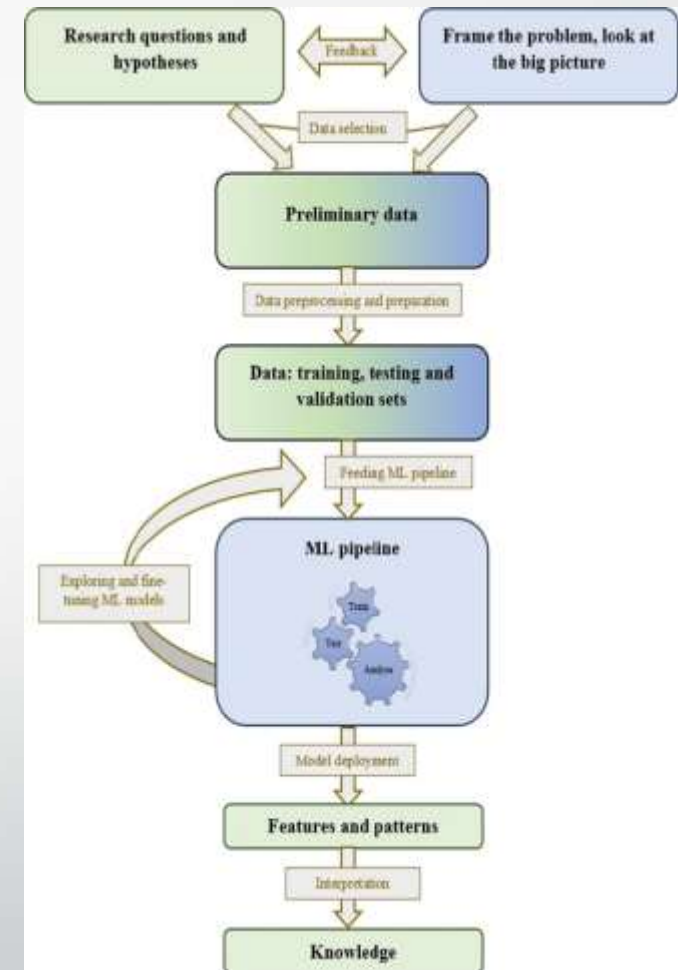 Research questions and
hypotheses
Feedback
Frame the problem, look at
the big picture
Data selection
Preliminary data
Data preprocessing and preparation
Data: training, testing and
validation sets
Feeding ML pipeline
ML pipeline
Exploring and fine-
tuning ML models
Train
Test
Analyse
Model deployment
Features and patterns
Interpretation
Knowledge